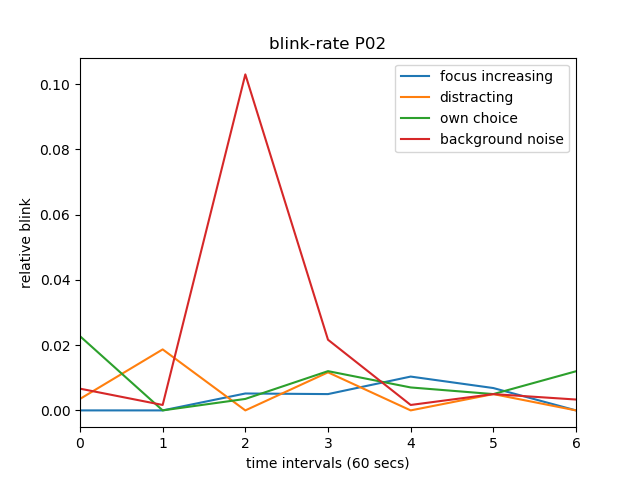 blink-rate P02
focus increasing
distracting
own choice
background noise
relative blink
0.10
0.08
0.06
0.04
0.02
0.00
0 1 2 3 4 5 6
time intervals (60 secs)